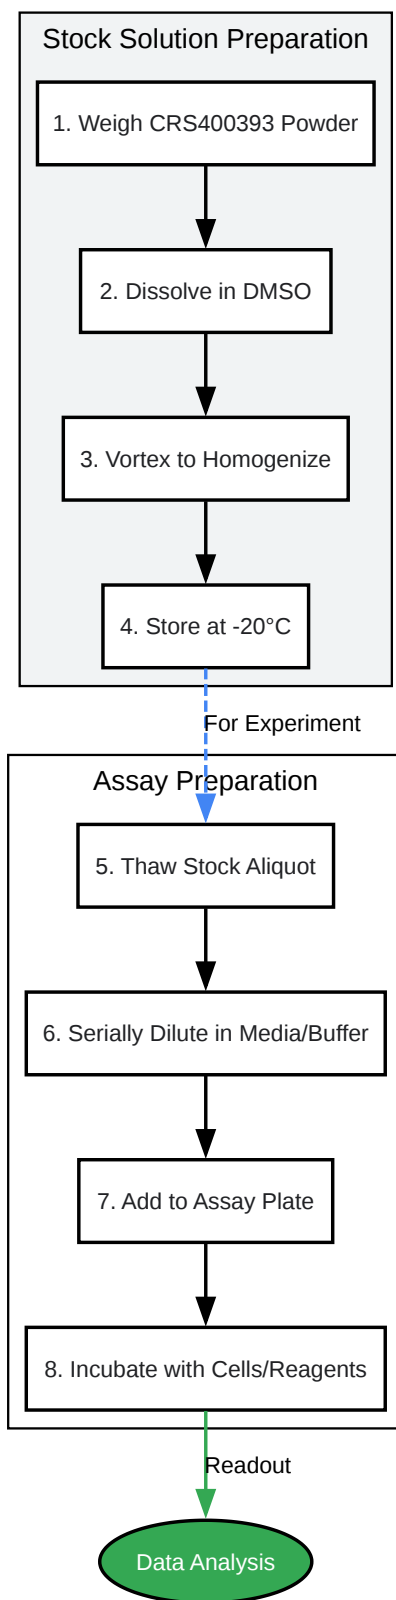 Stock Solution Preparation
1. Weigh CRS400393 Powder
2. Dissolve in DMSO
3. Vortex to Homogenize
4. Store at -20°C
For Experiment
Assay Preparation
5. Thaw Stock Aliquot
6. Serially Dilute in Media/Buffer
7. Add to Assay Plate
8. Incubate with Cells/Reagents
Readout
Data Analysis